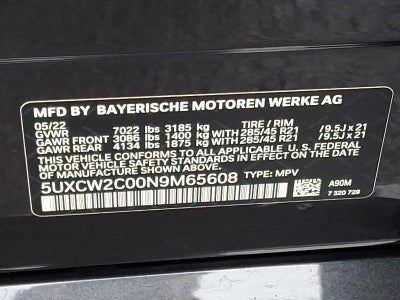 MFD BY BAYERISCHE MOTOREN WERKE AG
05/22 TIRE / RIM
GVWR 7022 lbs 3185 kg
GAWR FRONT 3086 lbs 1400 kg WITH 285/45 R21 / 9.5J x 21
GAWR REAR 4134 lbs 1875 kg WITH 285/45 R21 / 9.5J x 21
THIS VEHICLE CONFORMS TO ALL APPLICABLE U.S. FEDERAL
MOTOR VEHICLE SAFETY STANDARDS IN EFFECT ON
THE DATE OF MANUFACTURE SHOWN ABOVE.
5UXCW2C00N9M65608 TYPE: MPV
A90M
7 320 729